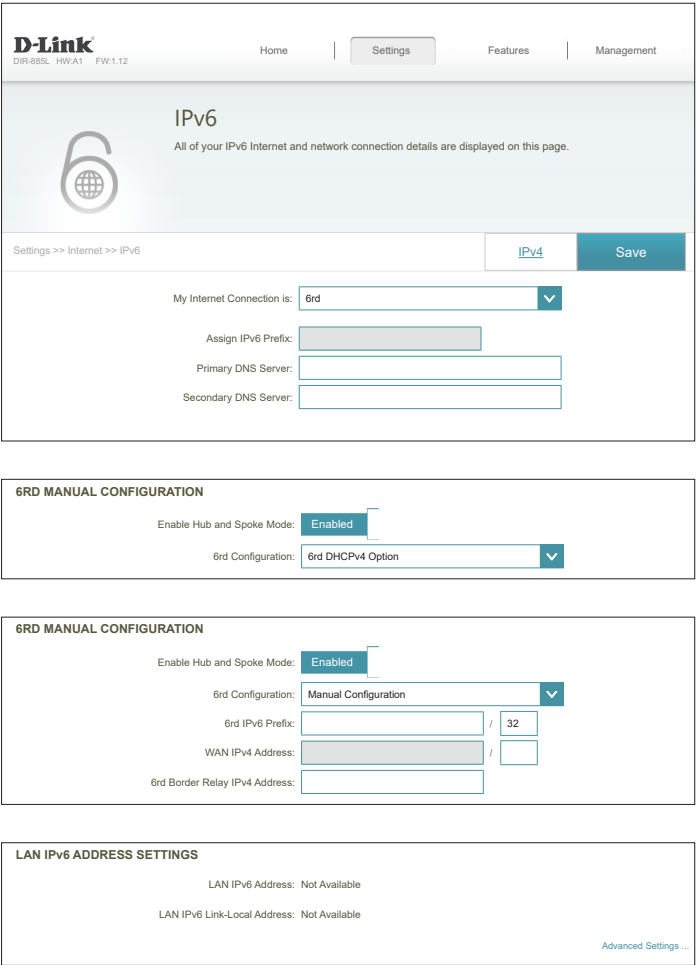 D-Link
DIR-885L HW:A1 FW:1.12
Home
Settings
Features
Management
IPv6
All of your IPv6 Internet and network connection details are displayed on this page.
Settings >> Internet >> IPv6
IPv4
Save
My Internet Connection is: 6rd
Assign IPv6 Prefix:
Primary DNS Server:
Secondary DNS Server:
6RD MANUAL CONFIGURATION
Enable Hub and Spoke Mode: Enabled
6rd Configuration: 6rd DHCPv4 Option
6RD MANUAL CONFIGURATION
Enable Hub and Spoke Mode: Enabled
6rd Configuration: Manual Configuration
6rd IPv6 Prefix: / 32
WAN IPv4 Address: /
6rd Border Relay IPv4 Address:
LAN IPv6 ADDRESS SETTINGS
LAN IPv6 Address: Not Available
LAN IPv6 Link-Local Address: Not Available
Advanced Settings ...